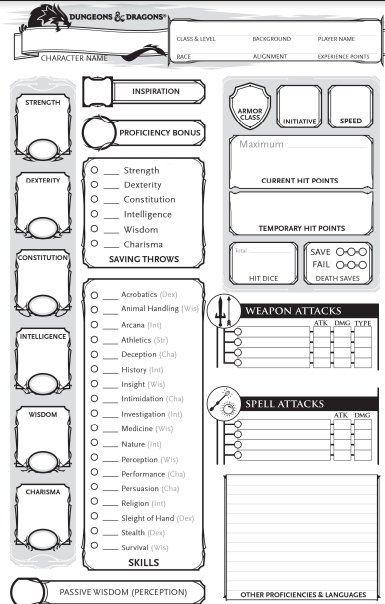 DUNGEONS & DRAGONS®
CHARACTER NAME
CLASS & LEVEL BACKGROUND PLAYER NAME
RACE ALIGNMENT EXPERIENCE POINTS
STRENGTH
DEXTERITY
CONSTITUTION
INTELLIGENCE
WISDOM
CHARISMA
INSPIRATION
PROFICIENCY BONUS
Strength
Dexterity
Constitution
Intelligence
Wisdom
Charisma
SAVING THROWS
Acrobatics (Dex)
Animal Handling (Wis)
Arcana (Int)
Athletics (Str)
Deception (Cha)
History (Int)
Insight (Wis)
Intimidation (Cha)
Investigation (Int)
Medicine (Wis)
Nature (Int)
Perception (Wis)
Performance (Cha)
Persuasion (Cha)
Religion (Int)
Sleight of Hand (Dex)
Stealth (Dex)
Survival (Wis)
SKILLS
PASSIVE WISDOM (PERCEPTION)
ARMOR
CLASS
INITIATIVE
SPEED
Maximum
CURRENT HIT POINTS
TEMPORARY HIT POINTS
Total
HIT DICE
SAVE
FAIL
DEATH SAVES
WEAPON ATTACKS
ATK DMG TYPE
SPELL ATTACKS
ATK DMG
OTHER PROFICIENCIES & LANGUAGES